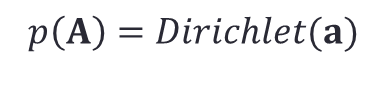 p(A) = Dirichlet(a)